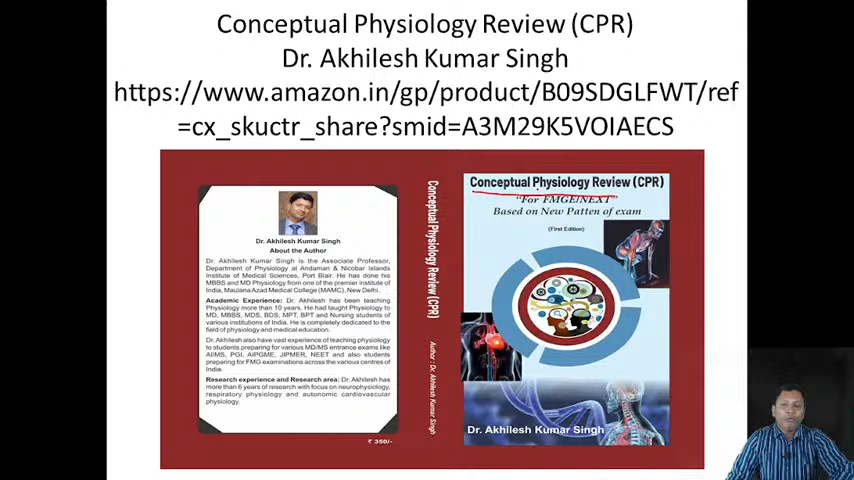 Conceptual Physiology Review (CPR)
Dr. Akhilesh Kumar Singh
https://www.amazon.in/gp/product/B09SDGLFWT/ref
=cx_skuctr_share?smid=A3M29K5VOIAECS
Dr. Akhilesh Kumar Singh
About the Author
Dr. Akhilesh Kumar Singh is the Associate Professor,
Department of Physiology at Andaman & Nicobar Islands
Institute of Medical Sciences, Port Blair. He has done his
MBBS and MD Physiology from one of the premier institute of
India, Maulana Azad Medical College (MAMC), New Delhi.
Academic Experience: Dr. Akhilesh has been teaching
Physiology more than 10 years. He had taught Physiology to
MD, MBBS, MDS, BDS, MPT, BPT and Nursing students of
various institutions of India. He is completely dedicated to the
field of physiology and medical education.
Dr. Akhilesh also have vast experience of teaching physiology
to students preparing for various MD/MS entrance exams like
AIIMS, PGI, AIPGME, JIPMER, NEET and also students
preparing for FMG examinations across the various centres of
India.
Research experience and Research area: Dr. Akhilesh has
more than 6 years of research with focus on neurophysiology,
respiratory physiology and autonomic cardiovascular
physiology.
₹ 350/-
Conceptual Physiology Review (CPR)
Author : Dr. Akhilesh Kumar Singh
Conceptual Physiology Review (CPR)
"For FMGE/NEXT"
Based on New Patten of exam
(First Edition)
Dr. Akhilesh Kumar Singh